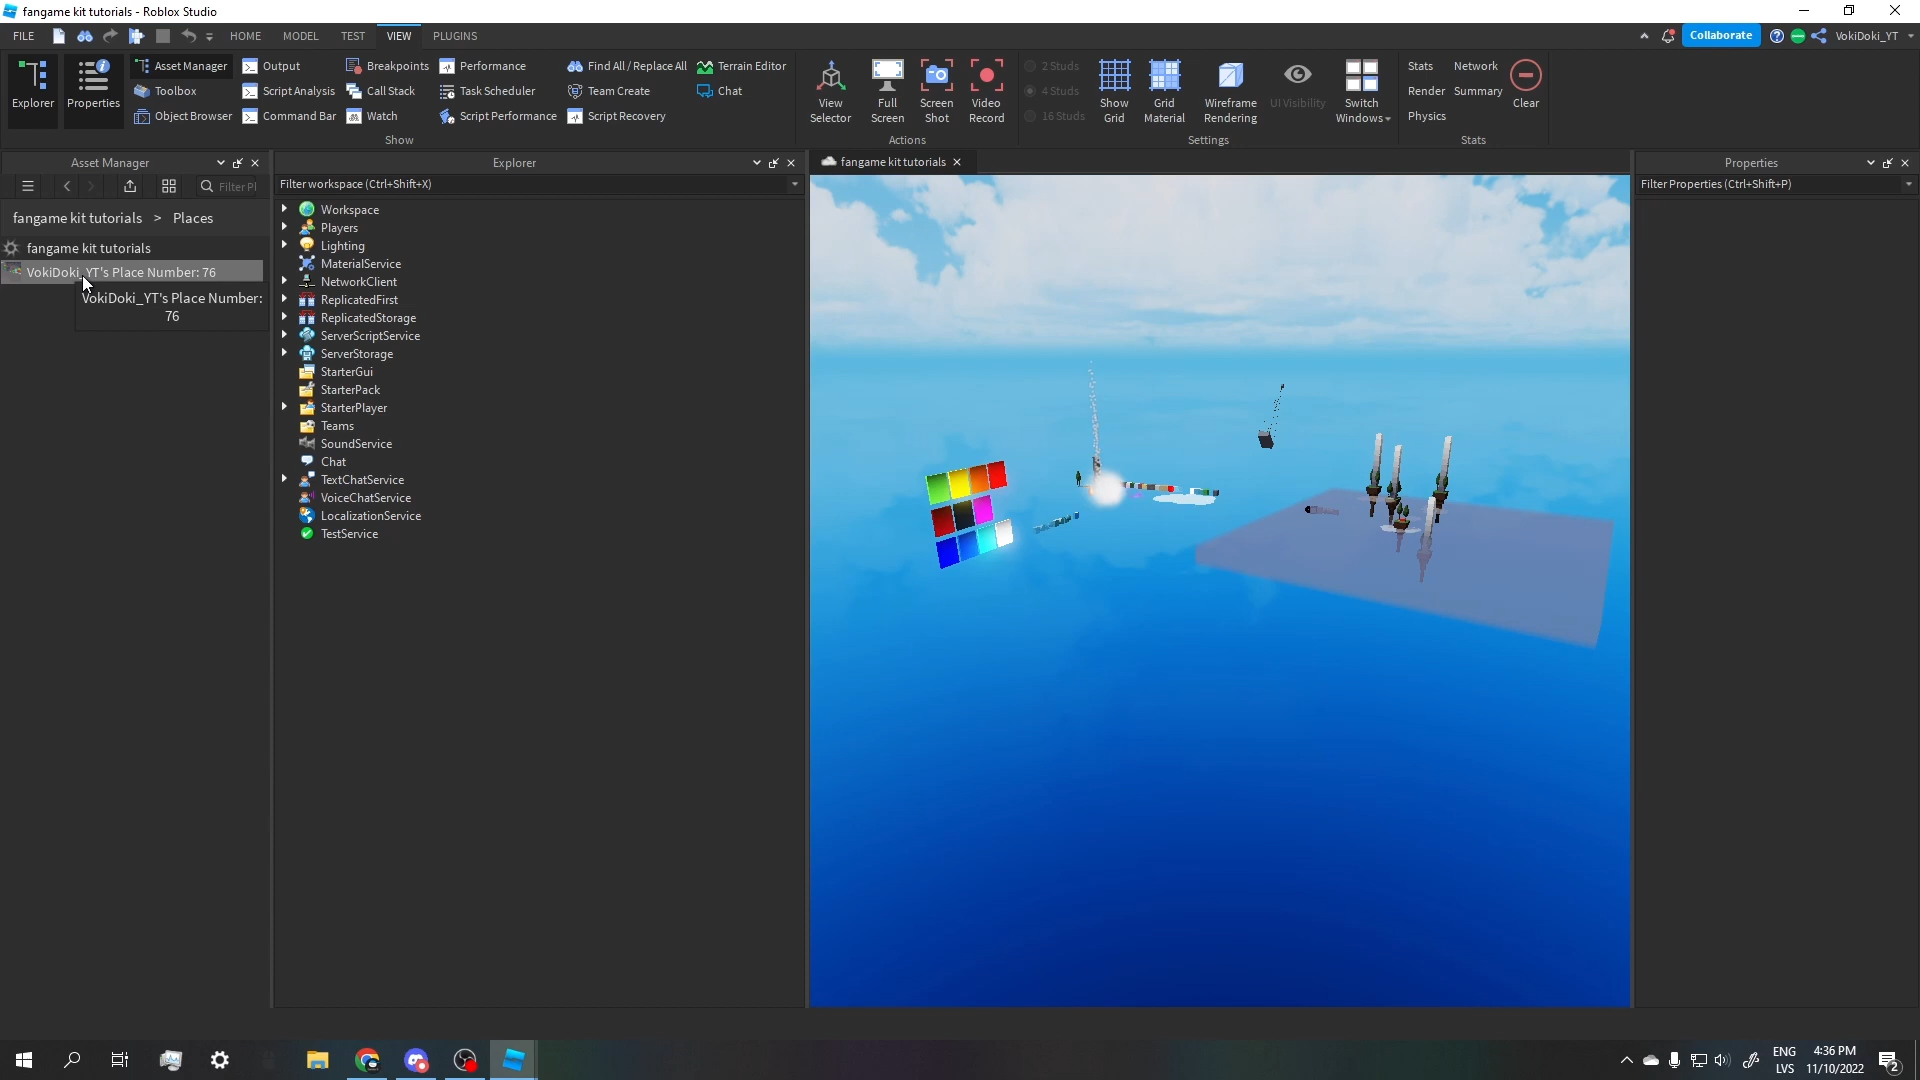 fangame kit tutorials - Roblox Studio
FILE
HOME
MODEL
TEST
VIEW
PLUGINS
Collaborate
VokiDoki_YT
Explorer
Properties
Asset Manager
Toolbox
Object Browser
Output
Script Analysis
Command Bar
Breakpoints
Call Stack
Watch
Performance
Task Scheduler
Script Performance
Find All / Replace All
Team Create
Script Recovery
Terrain Editor
Chat
Show
View
Selector
Full
Screen
Screen
Shot
Video
Record
Actions
2 Studs
4 Studs
16 Studs
Show
Grid
Grid
Material
Wireframe
Rendering
UI Visibility
Switch
Windows
Settings
Stats
Render
Physics
Network
Summary
Clear
Stats
Asset Manager
Filter Pl
fangame kit tutorials > Places
fangame kit tutorials
VokiDoki_YT's Place Number: 76
VokiDoki_YT's Place Number:
76
Explorer
Filter workspace (Ctrl+Shift+X)
Workspace
Players
Lighting
MaterialService
NetworkClient
ReplicatedFirst
ReplicatedStorage
ServerScriptService
ServerStorage
StarterGui
StarterPack
StarterPlayer
Teams
SoundService
Chat
TextChatService
VoiceChatService
LocalizationService
TestService
fangame kit tutorials
Properties
Filter Properties (Ctrl+Shift+P)
ENG
LVS
4:36 PM
11/10/2022
2